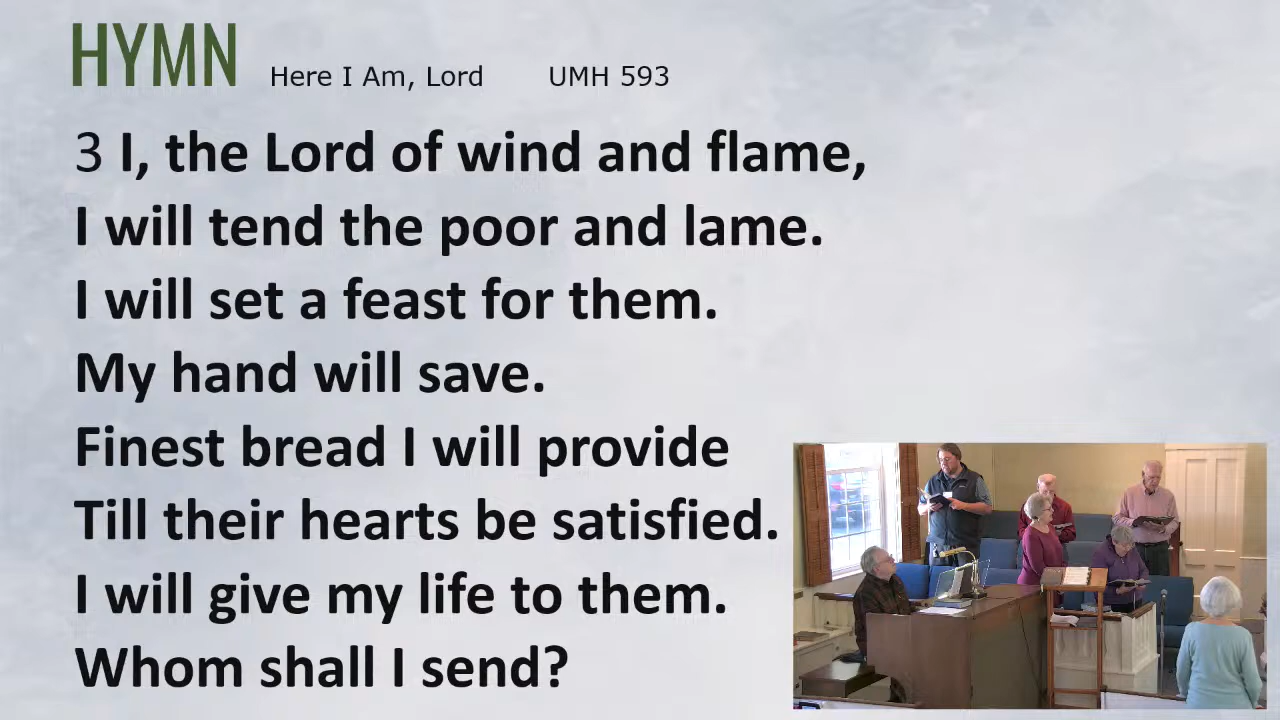 HYMN Here I Am, Lord UMH 593
3 I, the Lord of wind and flame,
I will tend the poor and lame.
I will set a feast for them.
My hand will save.
Finest bread I will provide
Till their hearts be satisfied.
I will give my life to them.
Whom shall I send?